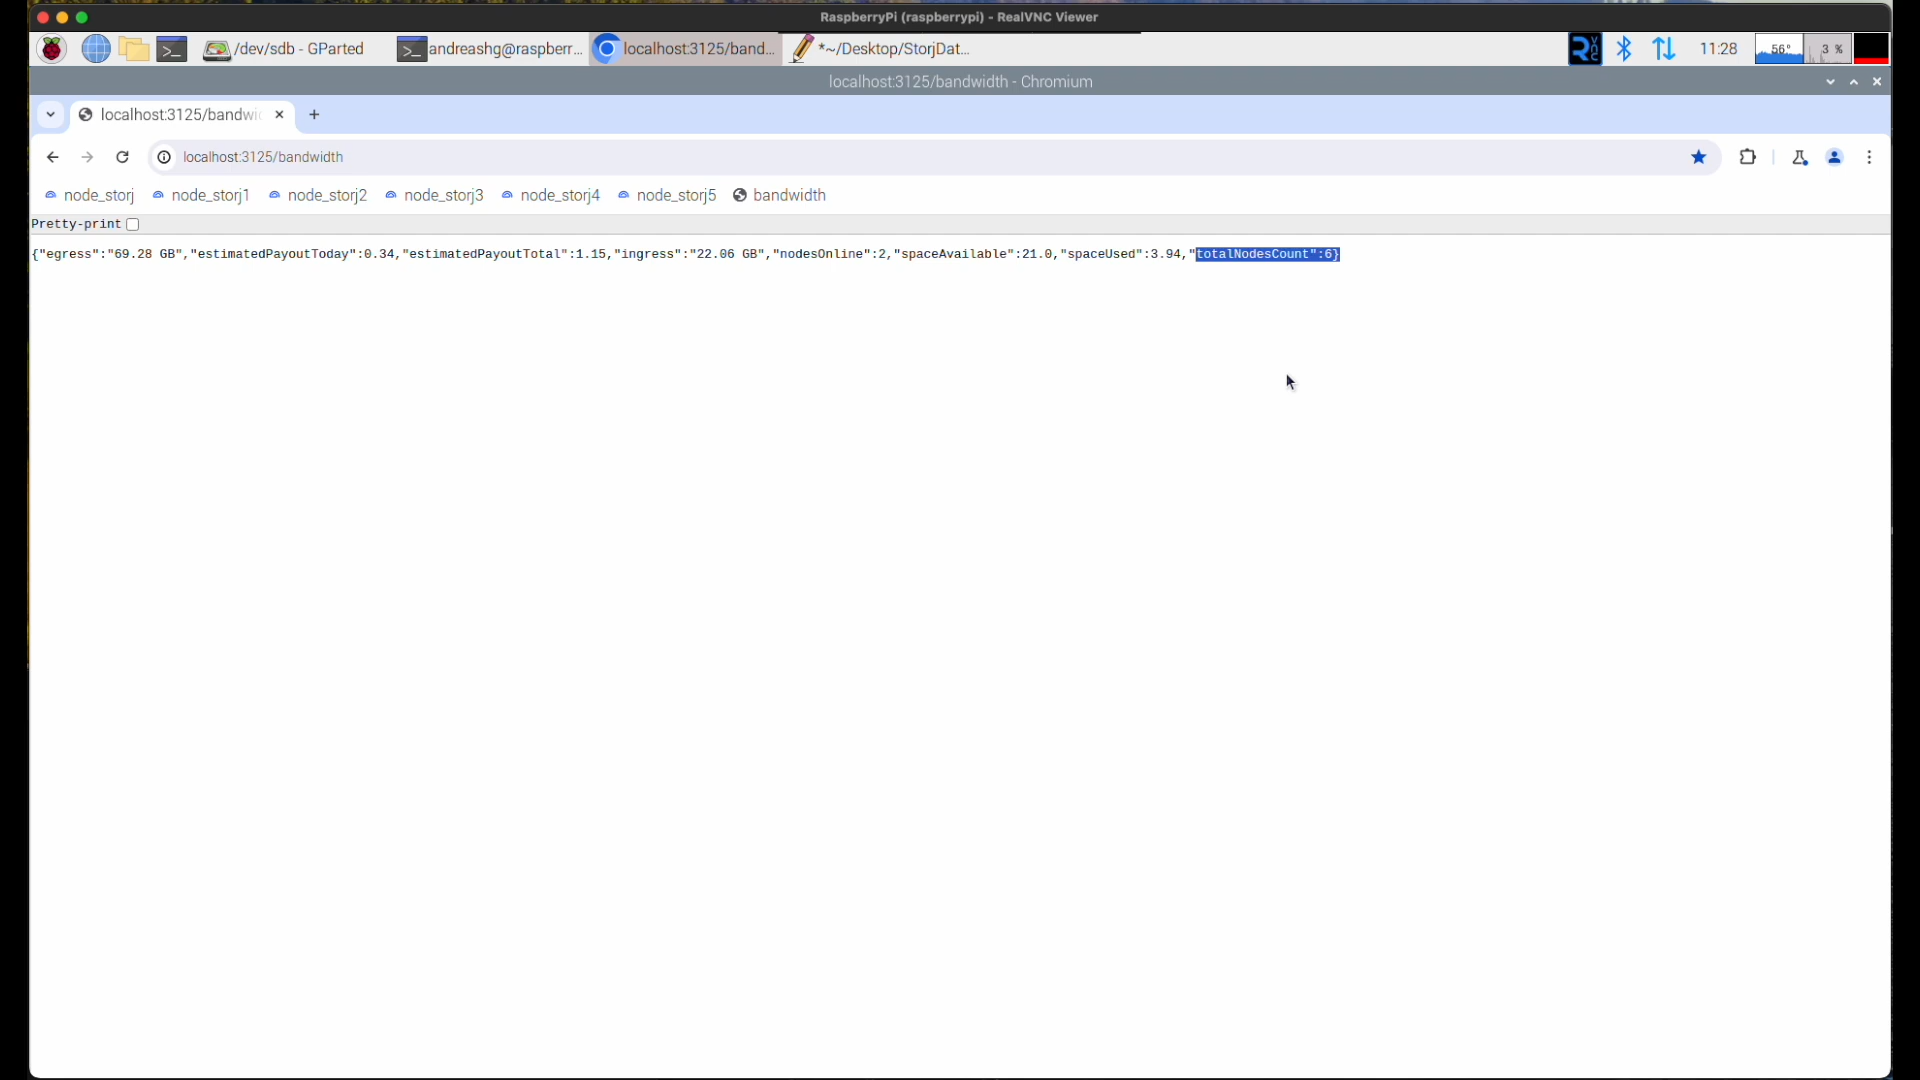 RaspberryPi (raspberrypi) - RealVNC Viewer
/dev/sdb - GParted andreashg@raspberr... localhost:3125/band... *~/Desktop/StorjDat... 11:28 56° 3 %
localhost:3125/bandwidth - Chromium
localhost:3125/bandwi
localhost:3125/bandwidth
node_storj node_storj1 node_storj2 node_storj3 node_storj4 node_storj5 bandwidth
Pretty-print
{"egress":"69.28 GB","estimatedPayoutToday":0.34,"estimatedPayoutTotal":1.15,"ingress":"22.06 GB","nodesOnline":2,"spaceAvailable":21.0,"spaceUsed":3.94,"totalNodesCount":6}